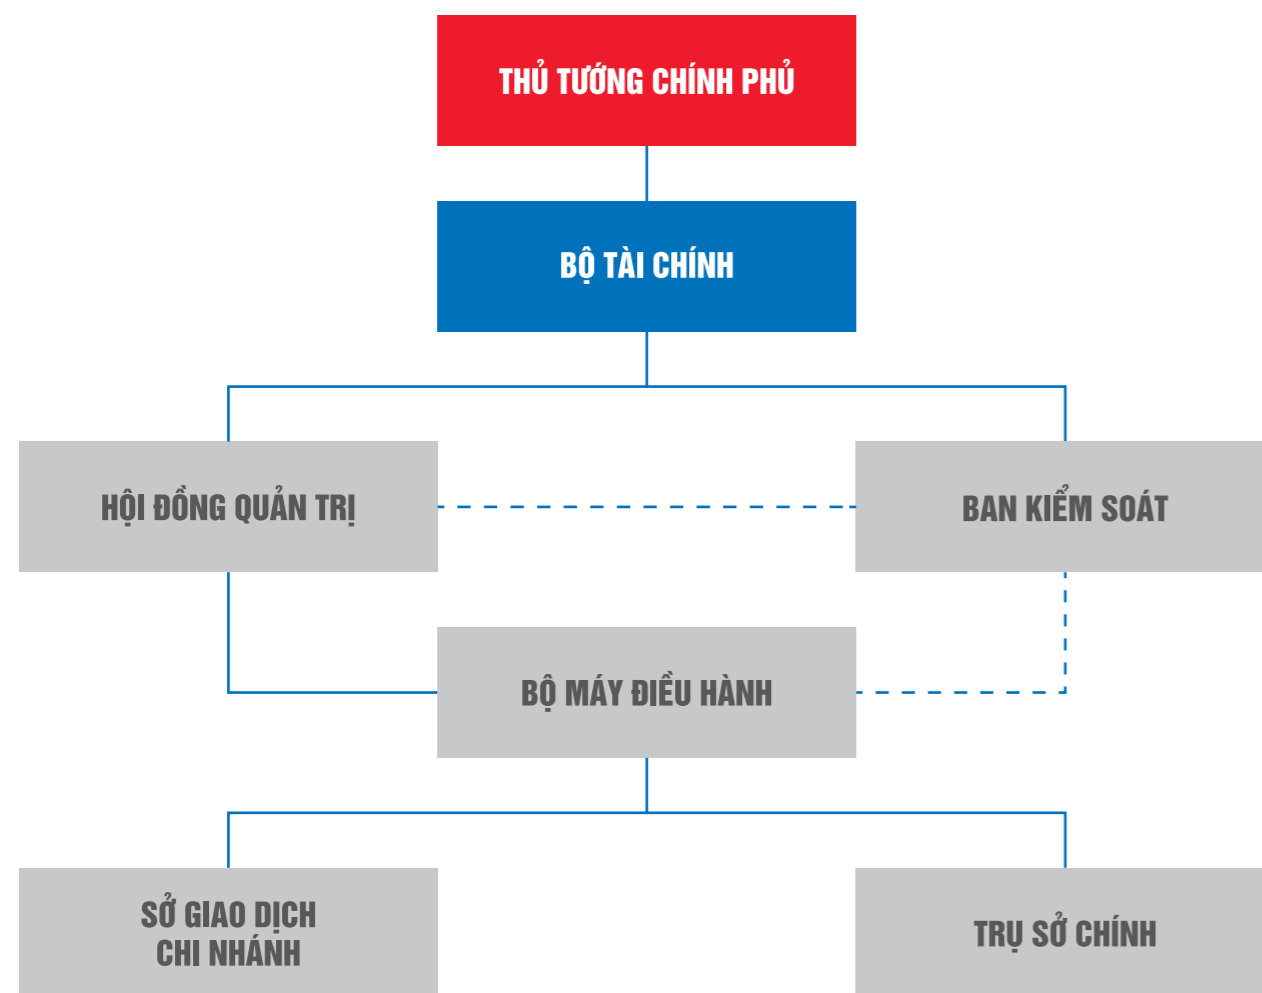 THỦ TƯỚNG CHÍNH PHỦ
BỘ TÀI CHÍNH
HỘI ĐỒNG QUẢN TRỊ
BAN KIỂM SOÁT
BỘ MÁY ĐIỀU HÀNH
SỞ GIAO DỊCH
CHI NHÁNH
TRỤ SỞ CHÍNH